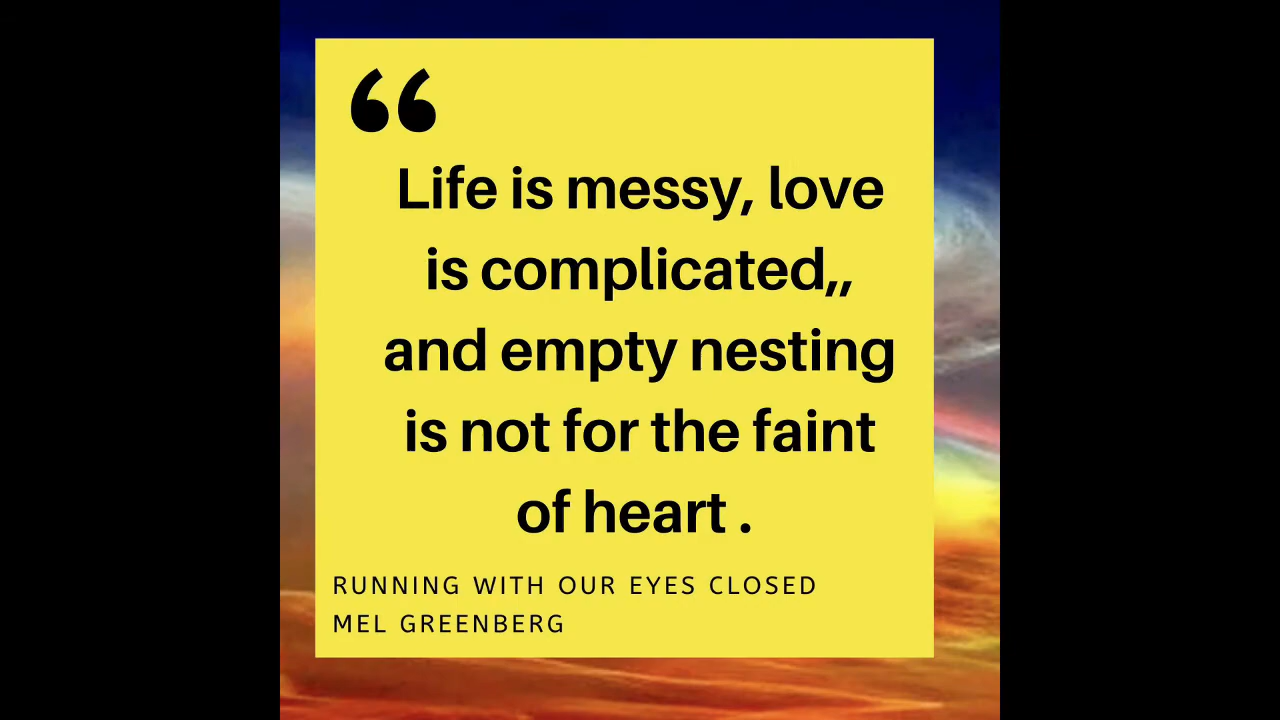 “
Life is messy, love
is complicated,,
and empty nesting
is not for the faint
of heart .
RUNNING WITH OUR EYES CLOSED
MEL GREENBERG